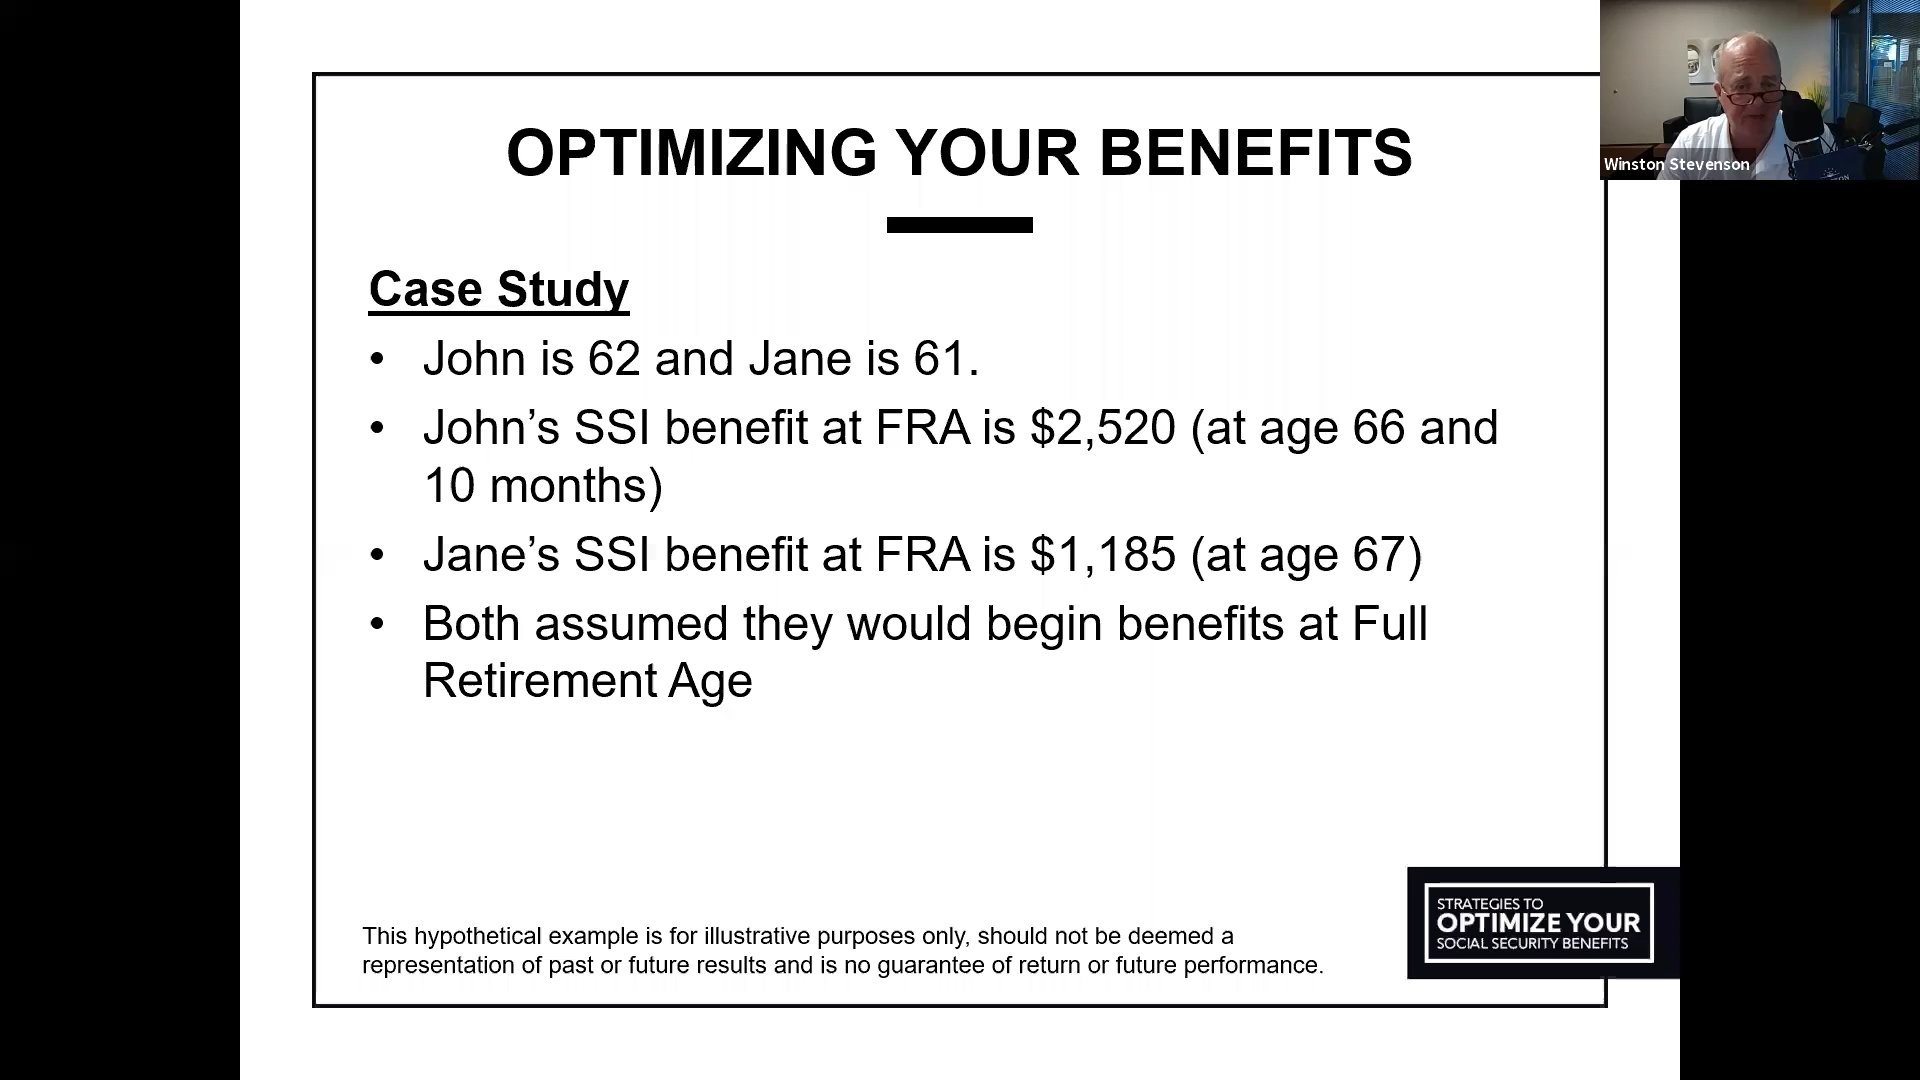 OPTIMIZING YOUR BENEFITS
Winston Stevenson
Case Study
• John is 62 and Jane is 61.
• John’s SSI benefit at FRA is $2,520 (at age 66 and
10 months)
• Jane’s SSI benefit at FRA is $1,185 (at age 67)
• Both assumed they would begin benefits at Full
Retirement Age
This hypothetical example is for illustrative purposes only, should not be deemed a
representation of past or future results and is no guarantee of return or future performance.
STRATEGIES TO
OPTIMIZE YOUR
SOCIAL SECURITY BENEFITS